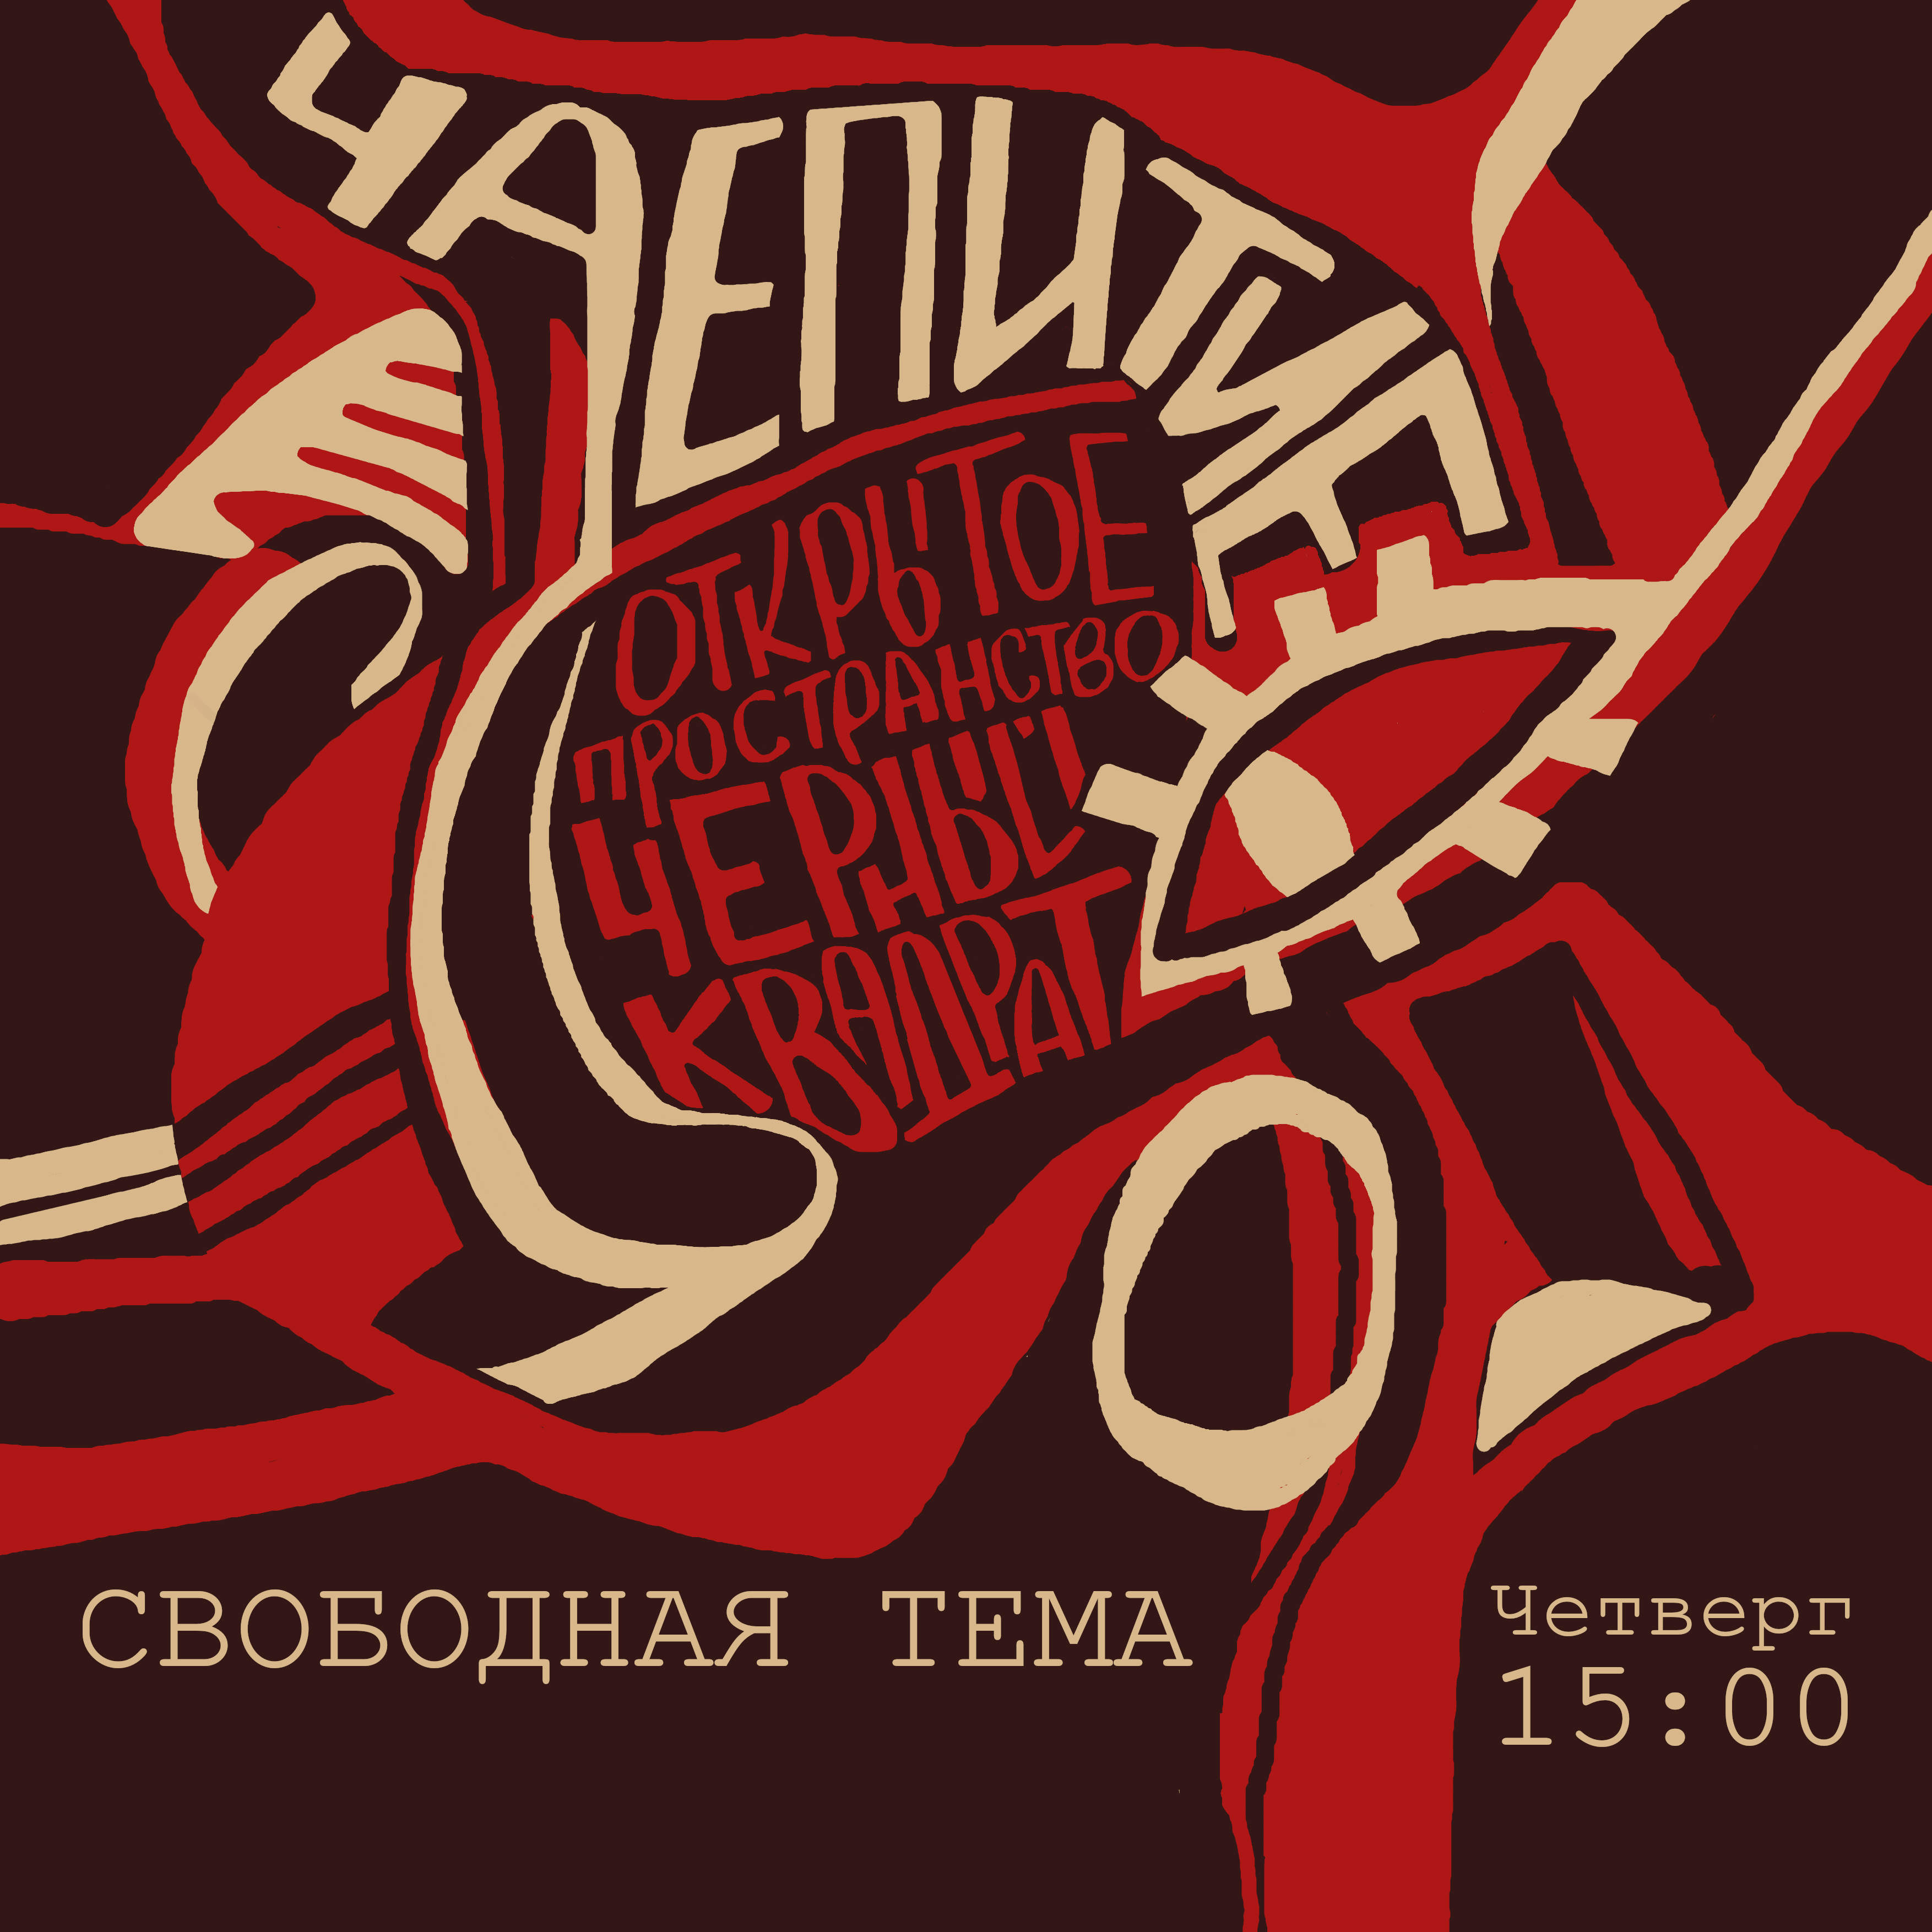 ЧАЕПИТИЕ
ОТКРЫТОЕ
ПРОСТРАНСТВО
ЧЕРНЫЙ
КВАДРАТ
СВОБОДНАЯ ТЕМА
Четверг
15:00